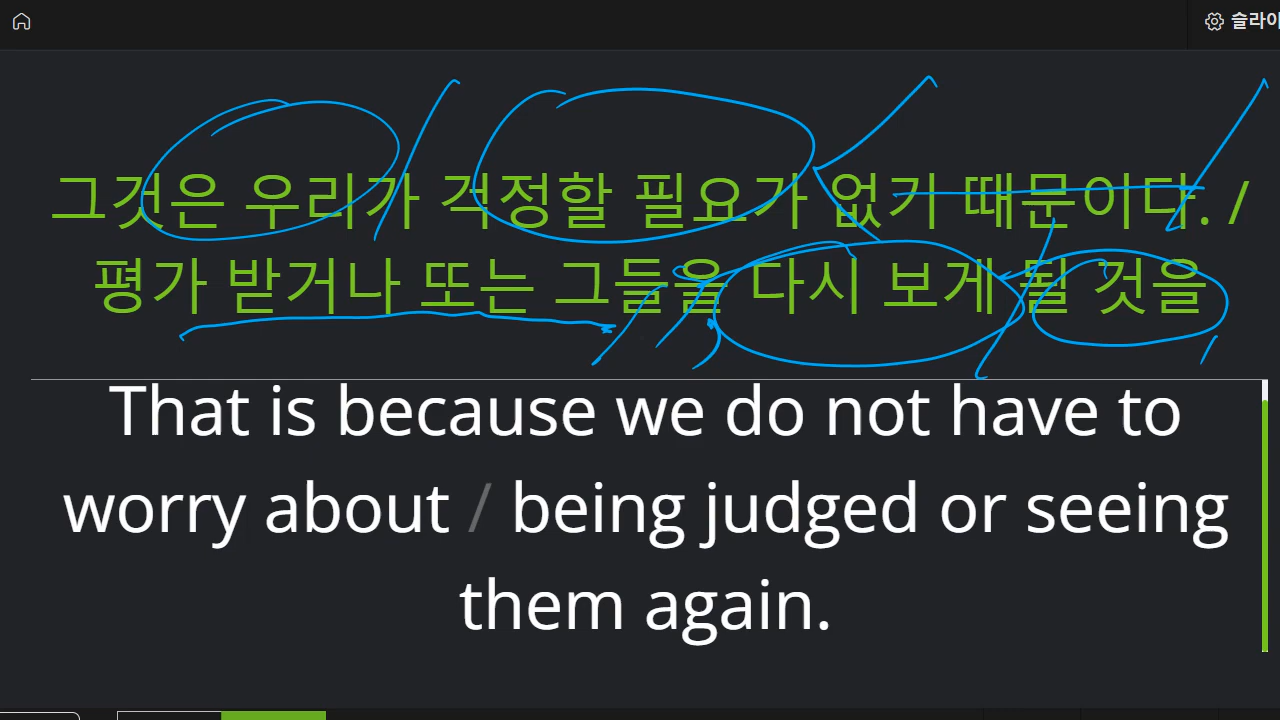 슬라이
그것은 우리가 걱정할 필요가 없기 때문이다. /
평가 받거나 또는 그들을 다시 보게 될 것을
That is because we do not have to
worry about / being judged or seeing
them again.